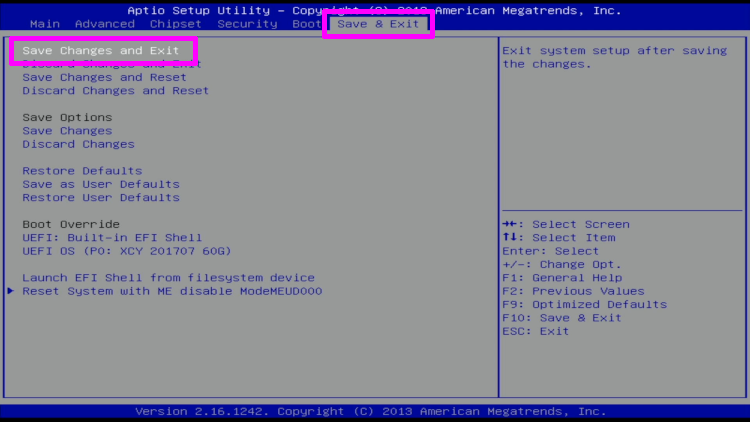 Aptio Setup Utility – Copyright (C) 2013 American Megatrends, Inc.
Main Advanced Chipset Security Boot Save & Exit
Save Changes and Exit
Discard Changes and Exit
Save Changes and Reset
Discard Changes and Reset
Save Options
Save Changes
Discard Changes
Restore Defaults
Save as User Defaults
Restore User Defaults
Boot Override
UEFI: Built-in EFI Shell
UEFI OS (P0: XCY 201707 60G)
Launch EFI Shell from filesystem device
Reset System with ME disable ModeMEUD000
Exit system setup after saving
the changes.
→←: Select Screen
↑↓: Select Item
Enter: Select
+/-: Change Opt.
F1: General Help
F2: Previous Values
F9: Optimized Defaults
F10: Save & Exit
ESC: Exit
Version 2.16.1242. Copyright (C) 2013 American Megatrends, Inc.